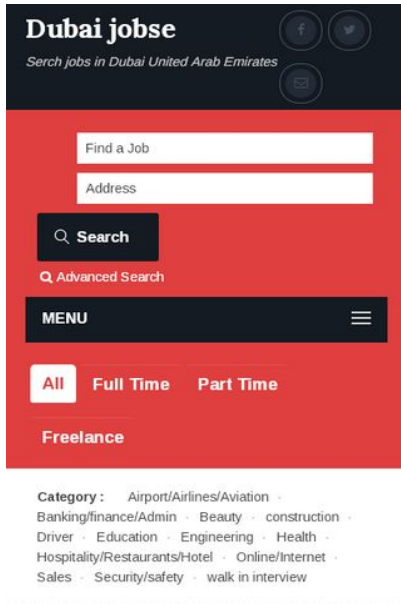 Dubai jobse
Serch jobs in Dubai United Arab Emirates
Find a Job
Address
Search
Advanced Search
MENU
All Full Time Part Time
Freelance
Category : Airport/Airlines/Aviation -
Banking/finance/Admin - Beauty - construction -
Driver - Education - Engineering - Health -
Hospitality/Restaurants/Hotel - Online/Internet -
Sales - Security/safety - walk in interview